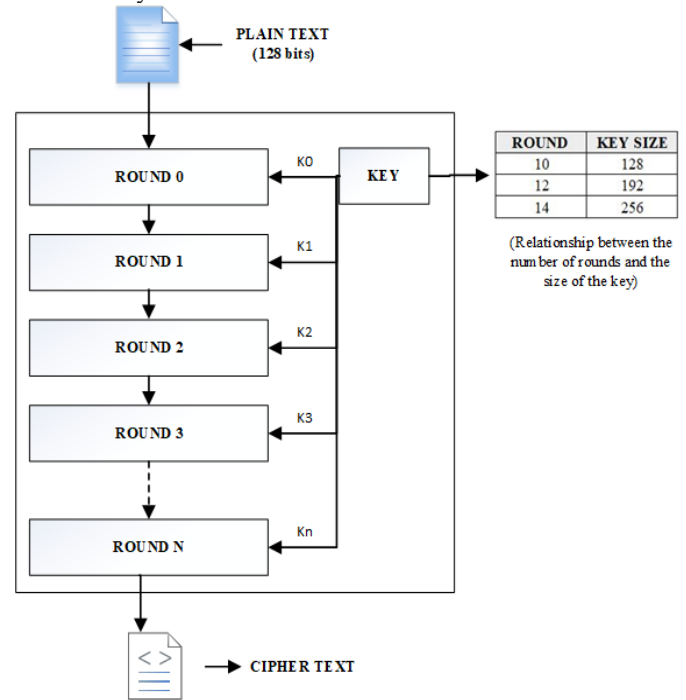 PLAIN TEXT
(128 bits)
ROUND 0
K0
KEY
ROUND KEY SIZE
10 128
12 192
14 256
(Relationship between the
number of rounds and the
size of the key)
K1
ROUND 1
K2
ROUND 2
K3
ROUND 3
Kn
ROUND N
< >
CIPHER TEXT